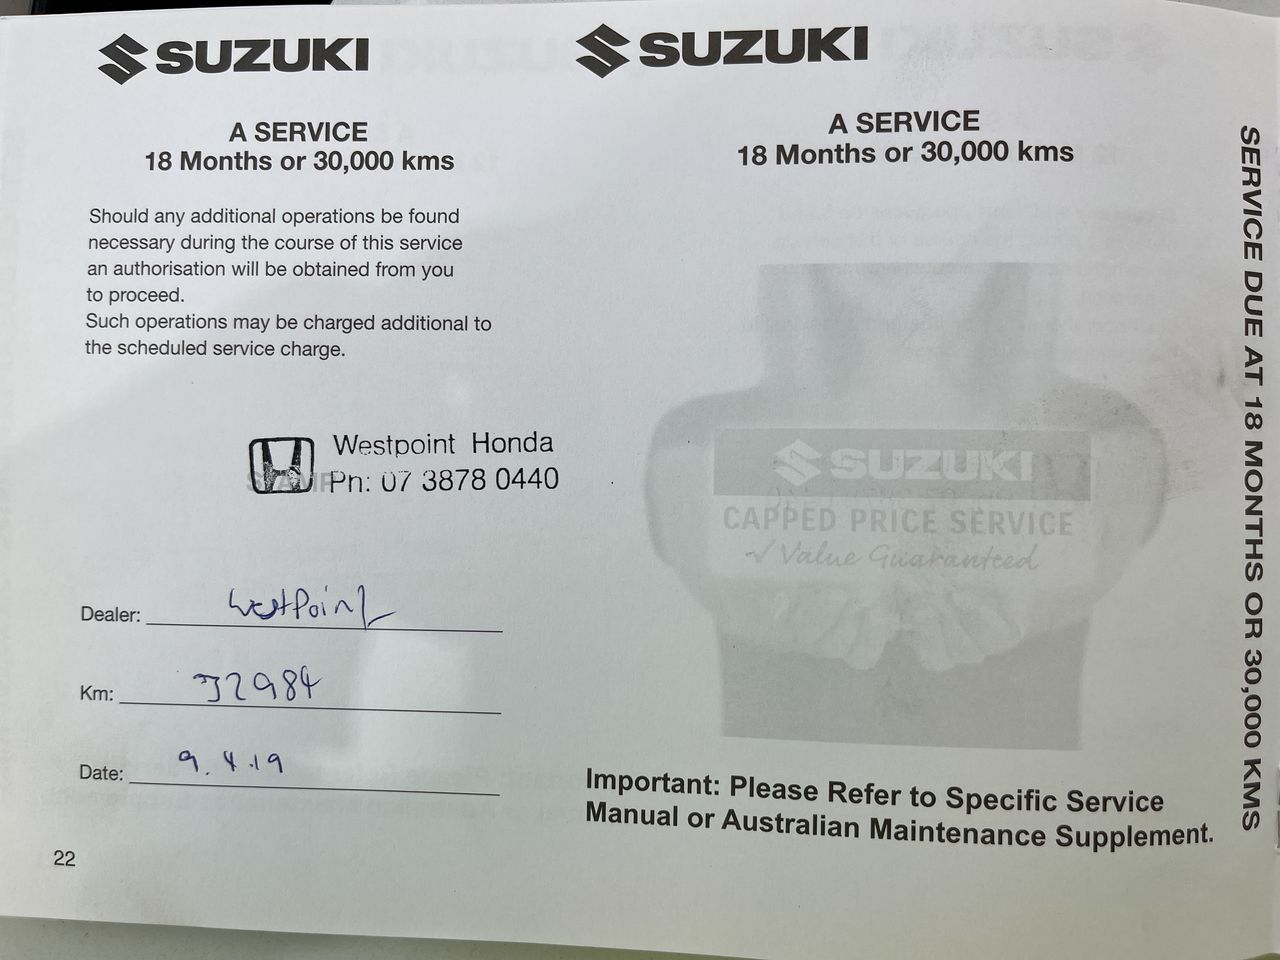 SUZUKI
A SERVICE
18 Months or 30,000 kms
Should any additional operations be found
necessary during the course of this service
an authorisation will be obtained from you
to proceed.
Such operations may be charged additional to
the scheduled service charge.
STAMP
Westpoint Honda
Ph: 07 3878 0440
Dealer: Westpoint
Km: 32984
Date: 9.4.19
22
SUZUKI
A SERVICE
18 Months or 30,000 kms
SUZUKI
CAPPED PRICE SERVICE
✓ Value Guaranteed
Important: Please Refer to Specific Service
Manual or Australian Maintenance Supplement.
SERVICE DUE AT 18 MONTHS OR 30,000 KMS